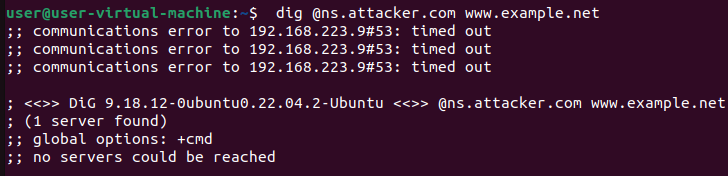 user@user-virtual-machine:~$  dig @ns.attacker.com www.example.net
;; communications error to 192.168.223.9#53: timed out
;; communications error to 192.168.223.9#53: timed out
;; communications error to 192.168.223.9#53: timed out

; <<>> DiG 9.18.12-0ubuntu0.22.04.2-Ubuntu <<>> @ns.attacker.com www.example.net
; (1 server found)
;; global options: +cmd
;; no servers could be reached